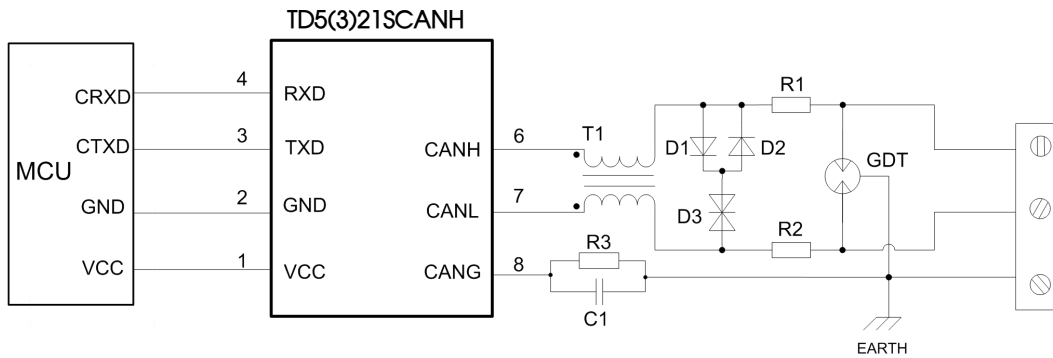 TD5(3)21SCANH
MCU
CRXD
CTXD
GND
VCC
4
3
2
1
RXD
TXD
GND
VCC
CANH
CANL
CANG
6
7
8
T1
D1
D2
D3
R1
R2
GDT
R3
C1
EARTH